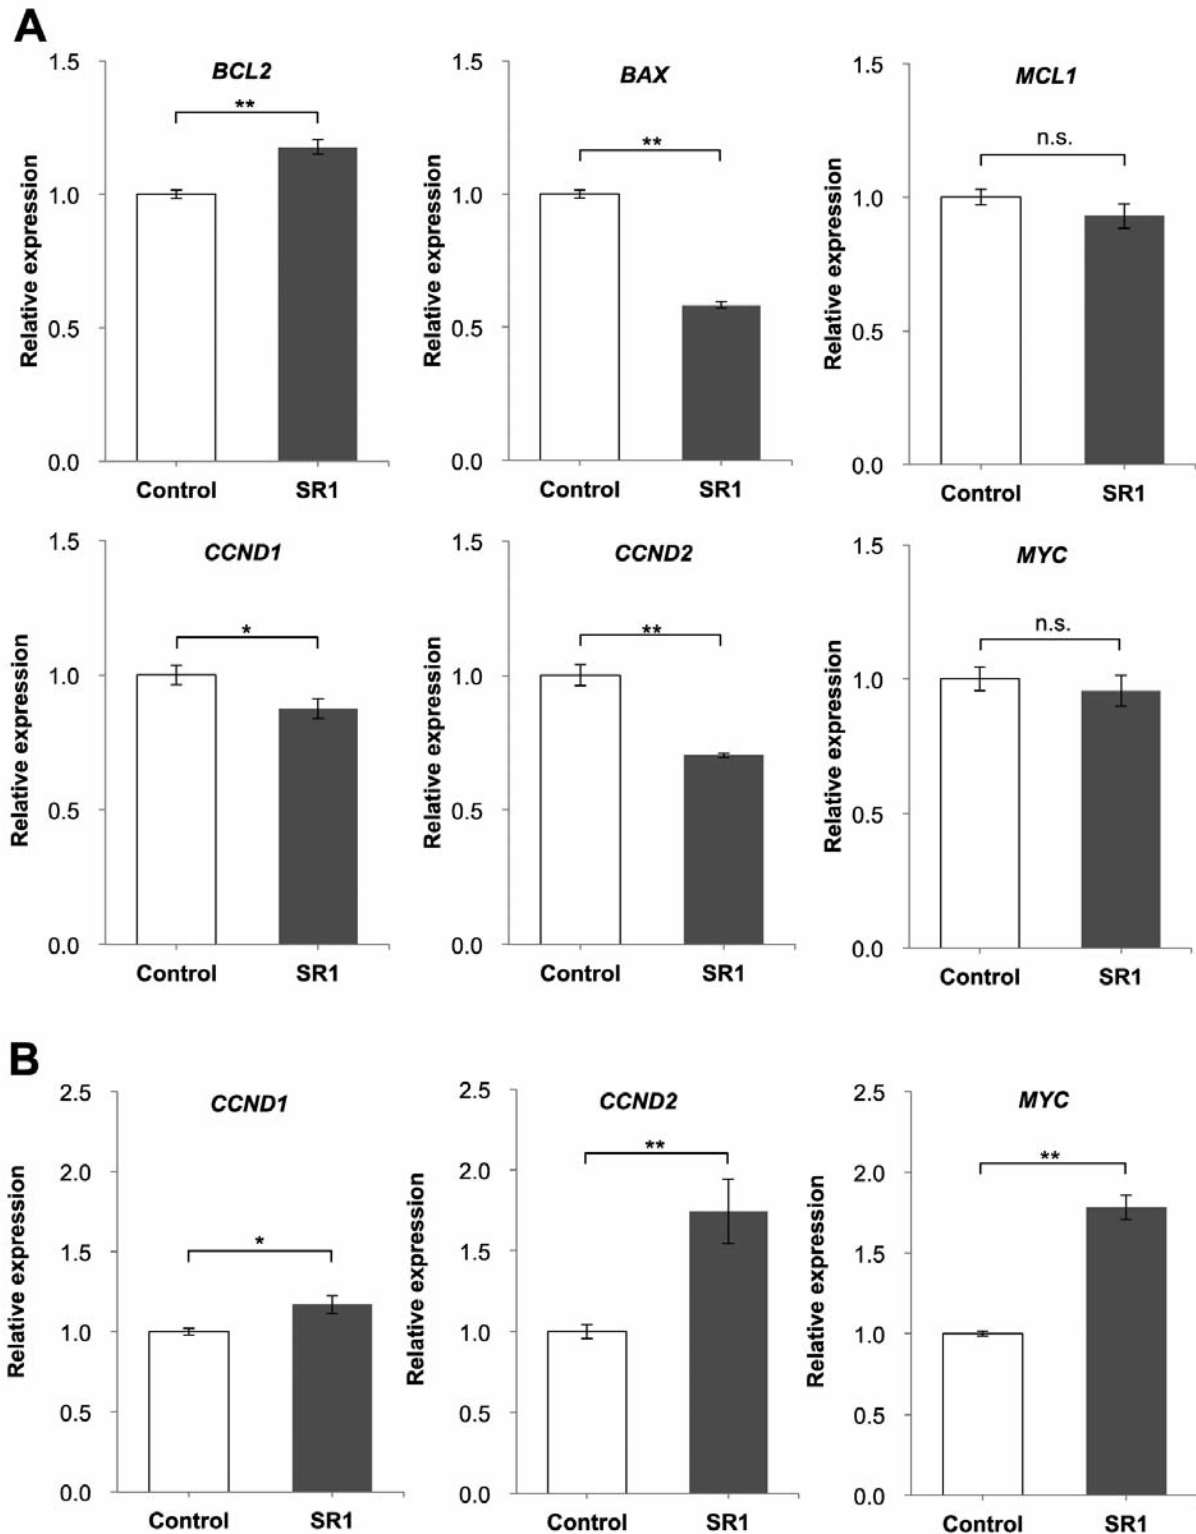 A
BCL2
BAX
MCL1
1.5
1.0
0.5
0.0
Relative expression
**
Control
SR1
1.5
1.0
0.5
0.0
Relative expression
**
Control
SR1
1.5
1.0
0.5
0.0
Relative expression
n.s.
Control
SR1
CCND1
CCND2
MYC
1.5
1.0
0.5
0.0
Relative expression
*
Control
SR1
1.5
1.0
0.5
0.0
Relative expression
**
Control
SR1
1.5
1.0
0.5
0.0
Relative expression
n.s.
Control
SR1
B
CCND1
CCND2
MYC
2.5
2.0
1.5
1.0
0.5
0.0
Relative expression
*
Control
SR1
2.5
2.0
1.5
1.0
0.5
0.0
Relative expression
**
Control
SR1
2.5
2.0
1.5
1.0
0.5
0.0
Relative expression
**
Control
SR1